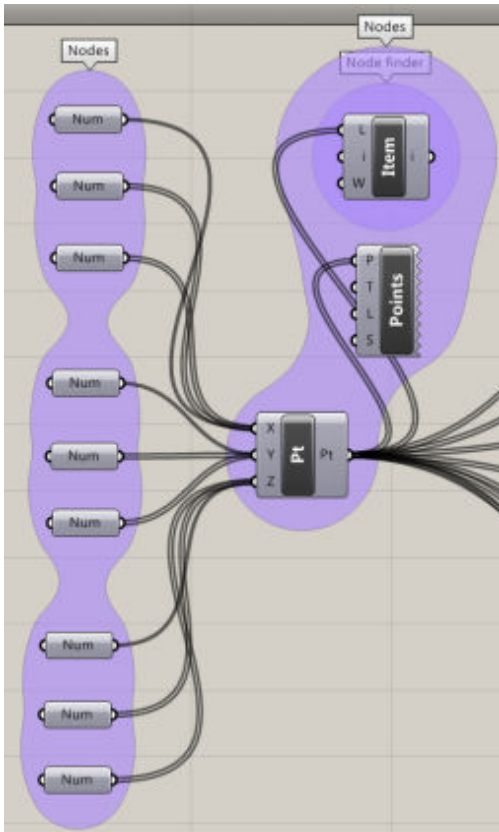 Nodes
Num
Num
Num
Num
Num
Num
Num
Num
Num
Nodes
Node finder
L
i
W
Item
i
P
T
L
S
Points
X
Y
Z
Pt
Pt